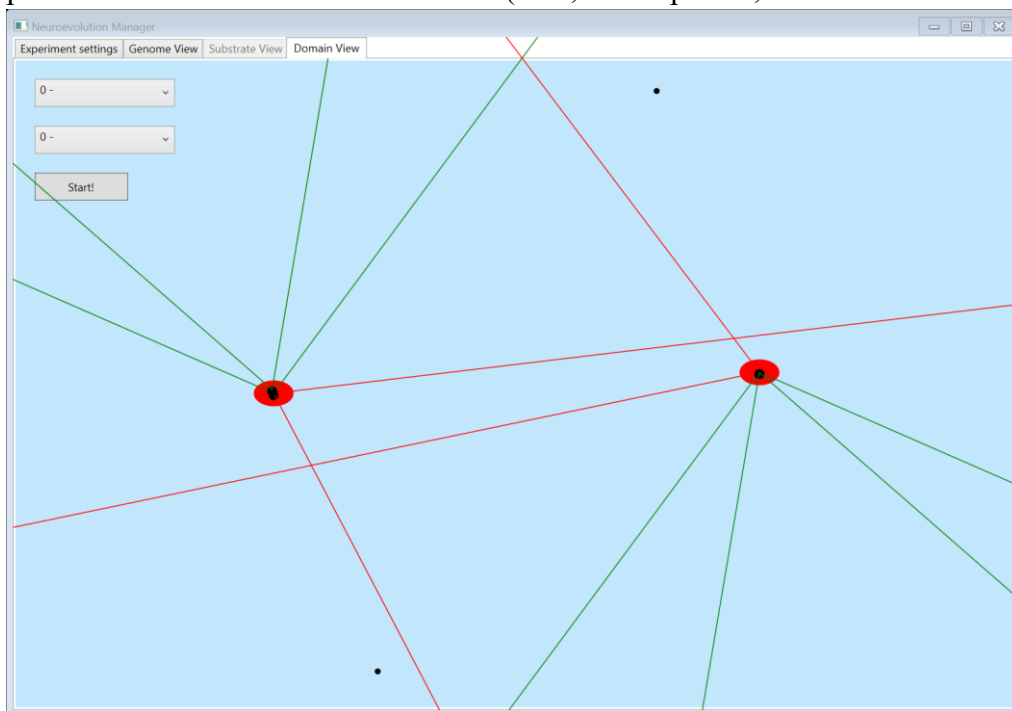 Neuroevolution Manager
Experiment settings Genome View Substrate View Domain View
0 -
0 -
Start!